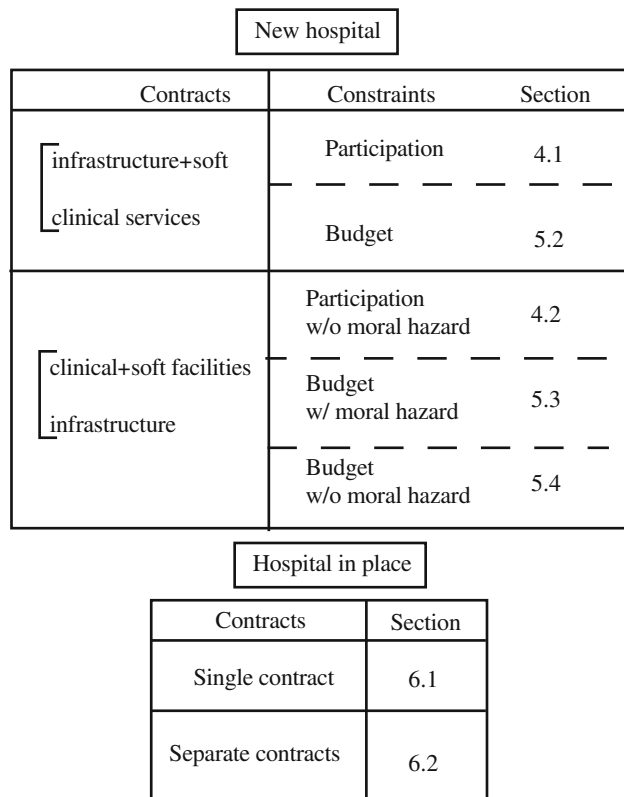 New hospital
Contracts Constraints Section
infrastructure+soft
clinical services
Participation 4.1
Budget 5.2
clinical+soft facilities
infrastructure
Participation
w/o moral hazard 4.2
Budget
w/ moral hazard 5.3
Budget
w/o moral hazard 5.4
Hospital in place
Contracts Section
Single contract 6.1
Separate contracts 6.2